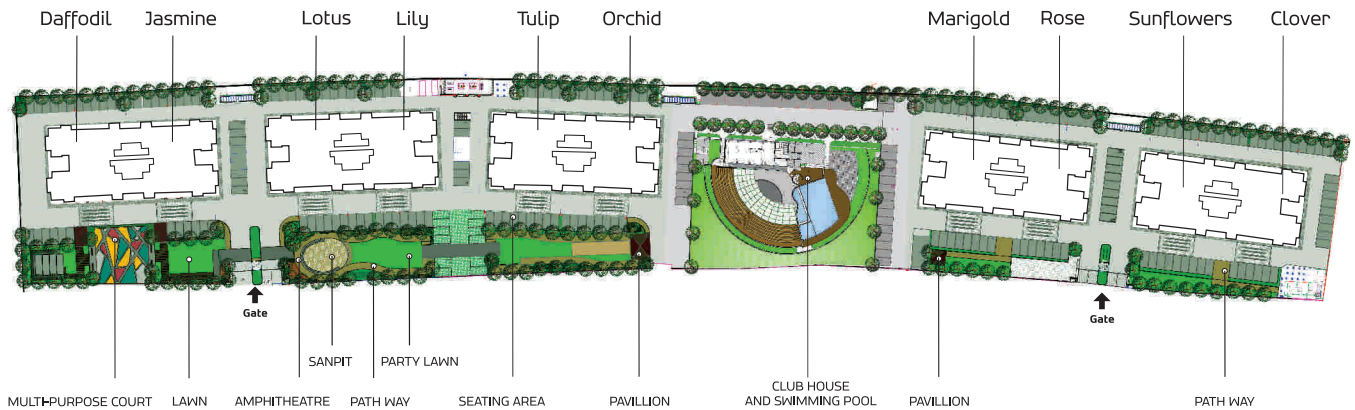 Daffodil
Jasmine
Lotus
Lily
Tulip
Orchid
Marigold
Rose
Sunflowers
Clover
Gate
Gate
SANPIT
PARTY LAWN
MULTI-PURPOSE COURT
LAWN
AMPHITHEATRE
PATH WAY
SEATING AREA
PAVILLION
CLUB HOUSE
AND SWIMMING POOL
PAVILLION
PATH WAY